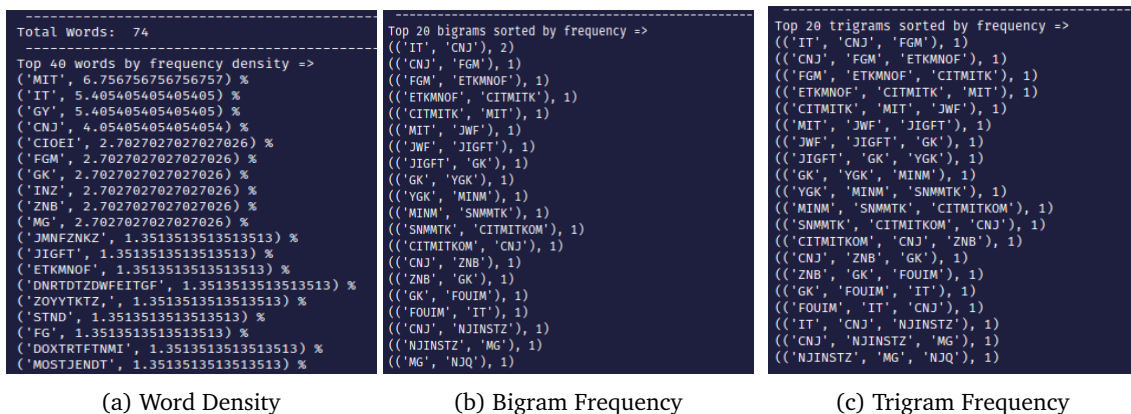 Total Words:  74
Top 40 words by frequency density =>
('MIT', 6.756756756756757) %
('IT', 5.405405405405405) %
('GY', 5.405405405405405) %
('CNJ', 4.054054054054054) %
('CIOEI', 2.7027027027027026) %
('FGM', 2.7027027027027026) %
('GK', 2.7027027027027026) %
('INZ', 2.7027027027027026) %
('ZNB', 2.7027027027027026) %
('MG', 2.7027027027027026) %
('JMNFZNKZ', 1.3513513513513513) %
('JIGFT', 1.3513513513513513) %
('ETKMNOF', 1.3513513513513513) %
('DNRTDTZDWFEITGF', 1.3513513513513513) %
('ZOYYTKTZ,', 1.3513513513513513) %
('STND', 1.3513513513513513) %
('FG', 1.3513513513513513) %
('DOXTRTFTNMI', 1.3513513513513513) %
('MOSTJENDT', 1.3513513513513513) %
(a) Word Density
Top 20 bigrams sorted by frequency =>
(('IT', 'CNJ'), 2)
(('CNJ', 'FGM'), 1)
(('FGM', 'ETKMNOF'), 1)
(('ETKMNOF', 'CITMITK'), 1)
(('CITMITK', 'MIT'), 1)
(('MIT', 'JWF'), 1)
(('JWF', 'JIGFT'), 1)
(('JIGFT', 'GK'), 1)
(('GK', 'YGK'), 1)
(('YGK', 'MINM'), 1)
(('MINM', 'SNMMTK'), 1)
(('SNMMTK', 'CITMITKOM'), 1)
(('CITMITKOM', 'CNJ'), 1)
(('CNJ', 'ZNB'), 1)
(('ZNB', 'GK'), 1)
(('GK', 'FOUIM'), 1)
(('FOUIM', 'IT'), 1)
(('CNJ', 'NJINSTZ'), 1)
(('NJINSTZ', 'MG'), 1)
(('MG', 'NJQ'), 1)
(b) Bigram Frequency
Top 20 trigrams sorted by frequency =>
(('IT', 'CNJ', 'FGM'), 1)
(('CNJ', 'FGM', 'ETKMNOF'), 1)
(('FGM', 'ETKMNOF', 'CITMITK'), 1)
(('ETKMNOF', 'CITMITK', 'MIT'), 1)
(('CITMITK', 'MIT', 'JWF'), 1)
(('MIT', 'JWF', 'JIGFT'), 1)
(('JWF', 'JIGFT', 'GK'), 1)
(('JIGFT', 'GK', 'YGK'), 1)
(('GK', 'YGK', 'MINM'), 1)
(('YGK', 'MINM', 'SNMMTK'), 1)
(('MINM', 'SNMMTK', 'CITMITKOM'), 1)
(('SNMMTK', 'CITMITKOM', 'CNJ'), 1)
(('CITMITKOM', 'CNJ', 'ZNB'), 1)
(('CNJ', 'ZNB', 'GK'), 1)
(('ZNB', 'GK', 'FOUIM'), 1)
(('GK', 'FOUIM', 'IT'), 1)
(('FOUIM', 'IT', 'CNJ'), 1)
(('IT', 'CNJ', 'NJINSTZ'), 1)
(('CNJ', 'NJINSTZ', 'MG'), 1)
(('NJINSTZ', 'MG', 'NJQ'), 1)
(c) Trigram Frequency